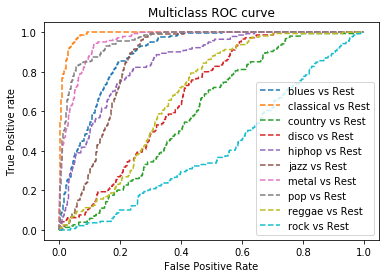 Multiclass ROC curve
True Positive rate
1.0
0.8
0.6
0.4
0.2
0.0
blues vs Rest
classical vs Rest
country vs Rest
disco vs Rest
hiphop vs Rest
jazz vs Rest
metal vs Rest
pop vs Rest
reggae vs Rest
rock vs Rest
0.0 0.2 0.4 0.6 0.8 1.0
False Positive Rate